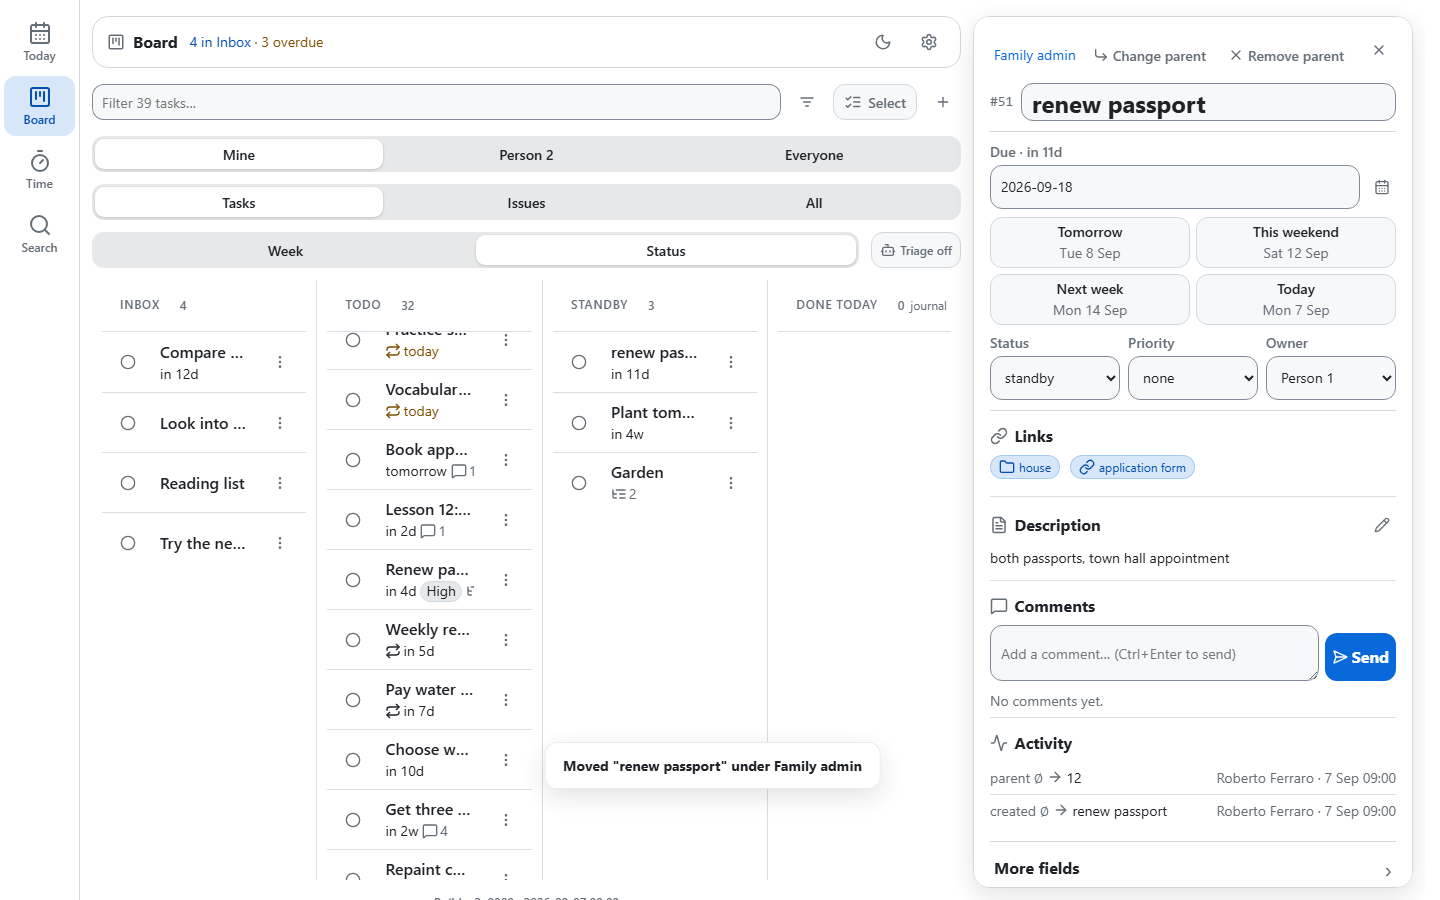 Today
Board
Time
Search
Board 4 in Inbox · 3 overdue
Filter 39 tasks...
Select
Mine
Person 2
Everyone
Tasks
Issues
All
Week
Status
Triage off
INBOX 4
Compare ...
in 12d
Look into ...
Reading list
Try the ne...
TODO 32
today
Vocabular...
today
Book app...
tomorrow 1
Lesson 12:...
in 2d 1
Renew pa...
in 4d High
Weekly re...
in 5d
Pay water ...
in 7d
Choose w...
in 10d
Get three ...
in 2w 4
Repaint c...
STANDBY 3
renew pas...
in 11d
Plant tom...
in 4w
Garden
2
DONE TODAY 0 journal
Moved "renew passport" under Family admin
Family admin Change parent Remove parent
#51 renew passport
Due · in 11d
2026-09-18
Tomorrow
Tue 8 Sep
This weekend
Sat 12 Sep
Next week
Mon 14 Sep
Today
Mon 7 Sep
Status Priority Owner
standby none Person 1
Links
house application form
Description
both passports, town hall appointment
Comments
Add a comment... (Ctrl+Enter to send)
Send
No comments yet.
Activity
parent ∅ → 12 Roberto Ferraro · 7 Sep 09:00
created ∅ → renew passport Roberto Ferraro · 7 Sep 09:00
More fields